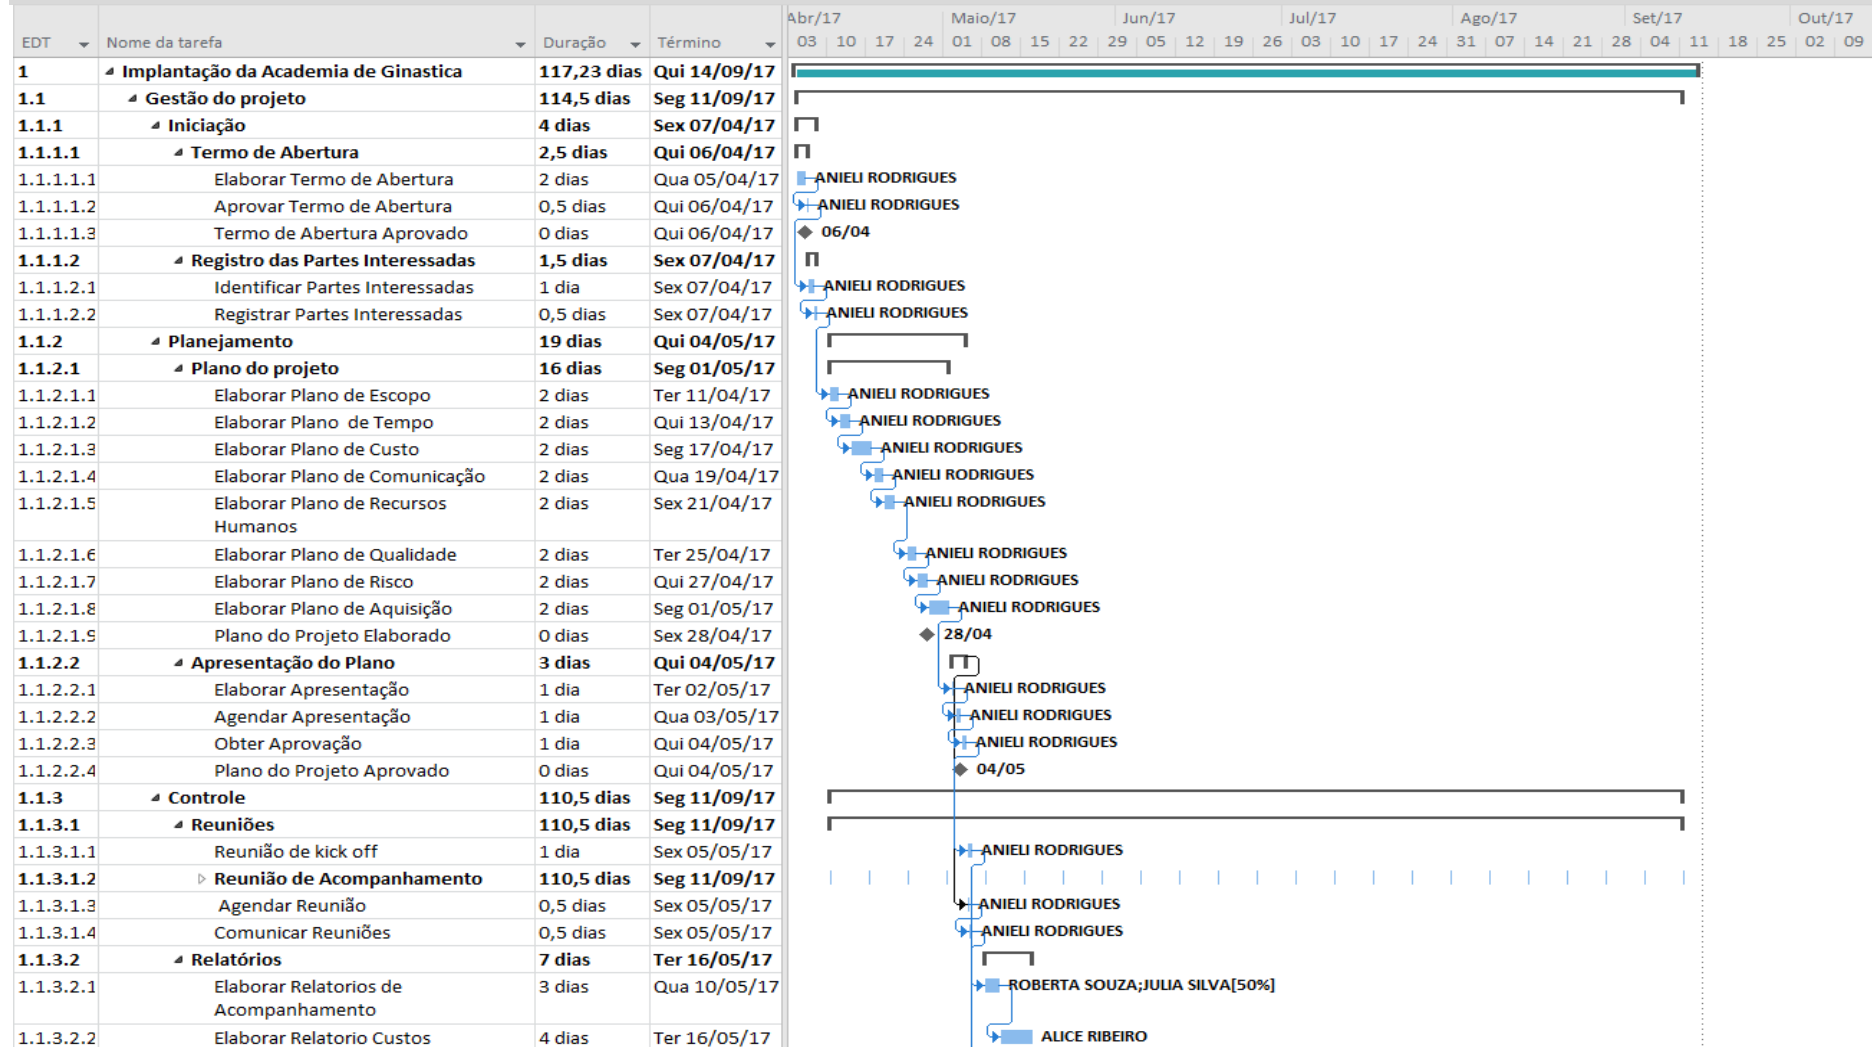 Abr/17 Maio/17 Jun/17 Jul/17 Ago/17 Set/17 Out/17
EDT Nome da tarefa Duração Término 03 10 17 24 01 08 15 22 29 05 12 19 26 03 10 17 24 31 07 14 21 28 04 11 18 25 02 09
1 Implantação da Academia de Ginastica 117,23 dias Qui 14/09/17
1.1 Gestão do projeto 114,5 dias Seg 11/09/17
1.1.1 Iniciação 4 dias Sex 07/04/17
1.1.1.1 Termo de Abertura 2,5 dias Qui 06/04/17
1.1.1.1.1 Elaborar Termo de Abertura 2 dias Qua 05/04/17 ANIELI RODRIGUES
1.1.1.1.2 Aprovar Termo de Abertura 0,5 dias Qui 06/04/17 ANIELI RODRIGUES
1.1.1.1.3 Termo de Abertura Aprovado 0 dias Qui 06/04/17 06/04
1.1.1.2 Registro das Partes Interessadas 1,5 dias Sex 07/04/17
1.1.1.2.1 Identificar Partes Interessadas 1 dia Sex 07/04/17 ANIELI RODRIGUES
1.1.1.2.2 Registrar Partes Interessadas 0,5 dias Sex 07/04/17 ANIELI RODRIGUES
1.1.2 Planejamento 19 dias Qui 04/05/17
1.1.2.1 Plano do projeto 16 dias Seg 01/05/17
1.1.2.1.1 Elaborar Plano de Escopo 2 dias Ter 11/04/17 ANIELI RODRIGUES
1.1.2.1.2 Elaborar Plano de Tempo 2 dias Qui 13/04/17 ANIELI RODRIGUES
1.1.2.1.3 Elaborar Plano de Custo 2 dias Seg 17/04/17 ANIELI RODRIGUES
1.1.2.1.4 Elaborar Plano de Comunicação 2 dias Qua 19/04/17 ANIELI RODRIGUES
1.1.2.1.5 Elaborar Plano de Recursos 2 dias Sex 21/04/17 ANIELI RODRIGUES
Humanos
1.1.2.1.6 Elaborar Plano de Qualidade 2 dias Ter 25/04/17 ANIELI RODRIGUES
1.1.2.1.7 Elaborar Plano de Risco 2 dias Qui 27/04/17 ANIELI RODRIGUES
1.1.2.1.8 Elaborar Plano de Aquisição 2 dias Seg 01/05/17 ANIELI RODRIGUES
1.1.2.1.9 Plano do Projeto Elaborado 0 dias Sex 28/04/17 28/04
1.1.2.2 Apresentação do Plano 3 dias Qui 04/05/17
1.1.2.2.1 Elaborar Apresentação 1 dia Ter 02/05/17 ANIELI RODRIGUES
1.1.2.2.2 Agendar Apresentação 1 dia Qua 03/05/17 ANIELI RODRIGUES
1.1.2.2.3 Obter Aprovação 1 dia Qui 04/05/17 ANIELI RODRIGUES
1.1.2.2.4 Plano do Projeto Aprovado 0 dias Qui 04/05/17 04/05
1.1.3 Controle 110,5 dias Seg 11/09/17
1.1.3.1 Reuniões 110,5 dias Seg 11/09/17
1.1.3.1.1 Reunião de kick off 1 dia Sex 05/05/17 ANIELI RODRIGUES
1.1.3.1.2 Reunião de Acompanhamento 110,5 dias Seg 11/09/17
1.1.3.1.3 Agendar Reunião 0,5 dias Sex 05/05/17 ANIELI RODRIGUES
1.1.3.1.4 Comunicar Reuniões 0,5 dias Sex 05/05/17 ANIELI RODRIGUES
1.1.3.2 Relatórios 7 dias Ter 16/05/17
1.1.3.2.1 Elaborar Relatorios de 3 dias Qua 10/05/17 ROBERTA SOUZA;JULIA SILVA[50%]
Acompanhamento
1.1.3.2.2 Elaborar Relatorio Custos 4 dias Ter 16/05/17 ALICE RIBEIRO